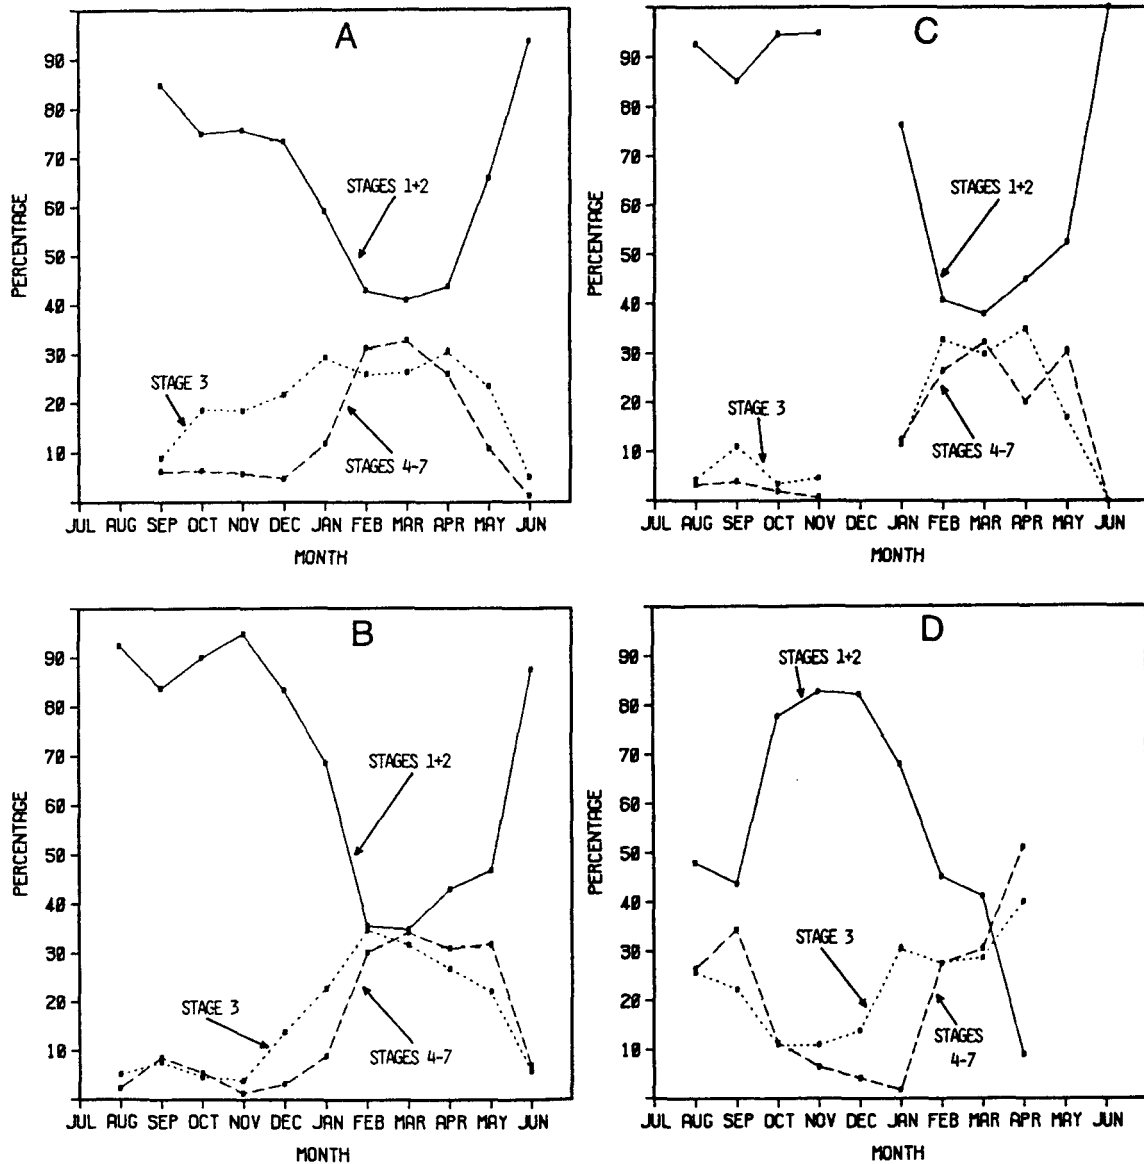 A
90
80
70
60
50
40
30
20
10
PERCENTAGE
STAGES 1+2
STAGE 3
STAGES 4-7
JUL AUG SEP OCT NOV DEC JAN FEB MAR APR MAY JUN
MONTH
C
90
80
70
60
50
40
30
20
10
PERCENTAGE
STAGES 1+2
STAGE 3
STAGES 4-7
JUL AUG SEP OCT NOV DEC JAN FEB MAR APR MAY JUN
MONTH
B
90
80
70
60
50
40
30
20
10
PERCENTAGE
STAGES 1+2
STAGE 3
STAGES 4-7
JUL AUG SEP OCT NOV DEC JAN FEB MAR APR MAY JUN
MONTH
D
90
80
70
60
50
40
30
20
10
PERCENTAGE
STAGES 1+2
STAGE 3
STAGES
4-7
JUL AUG SEP OCT NOV DEC JAN FEB MAR APR MAY JUN
MONTH